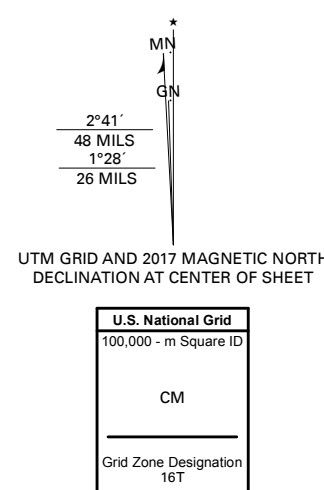 ★
MN
GN
2°41´
48 MILS
1°28´
26 MILS
UTM GRID AND 2017 MAGNETIC NORTH
DECLINATION AT CENTER OF SHEET
U.S. National Grid
100,000 - m Square ID
CM
Grid Zone Designation
16T